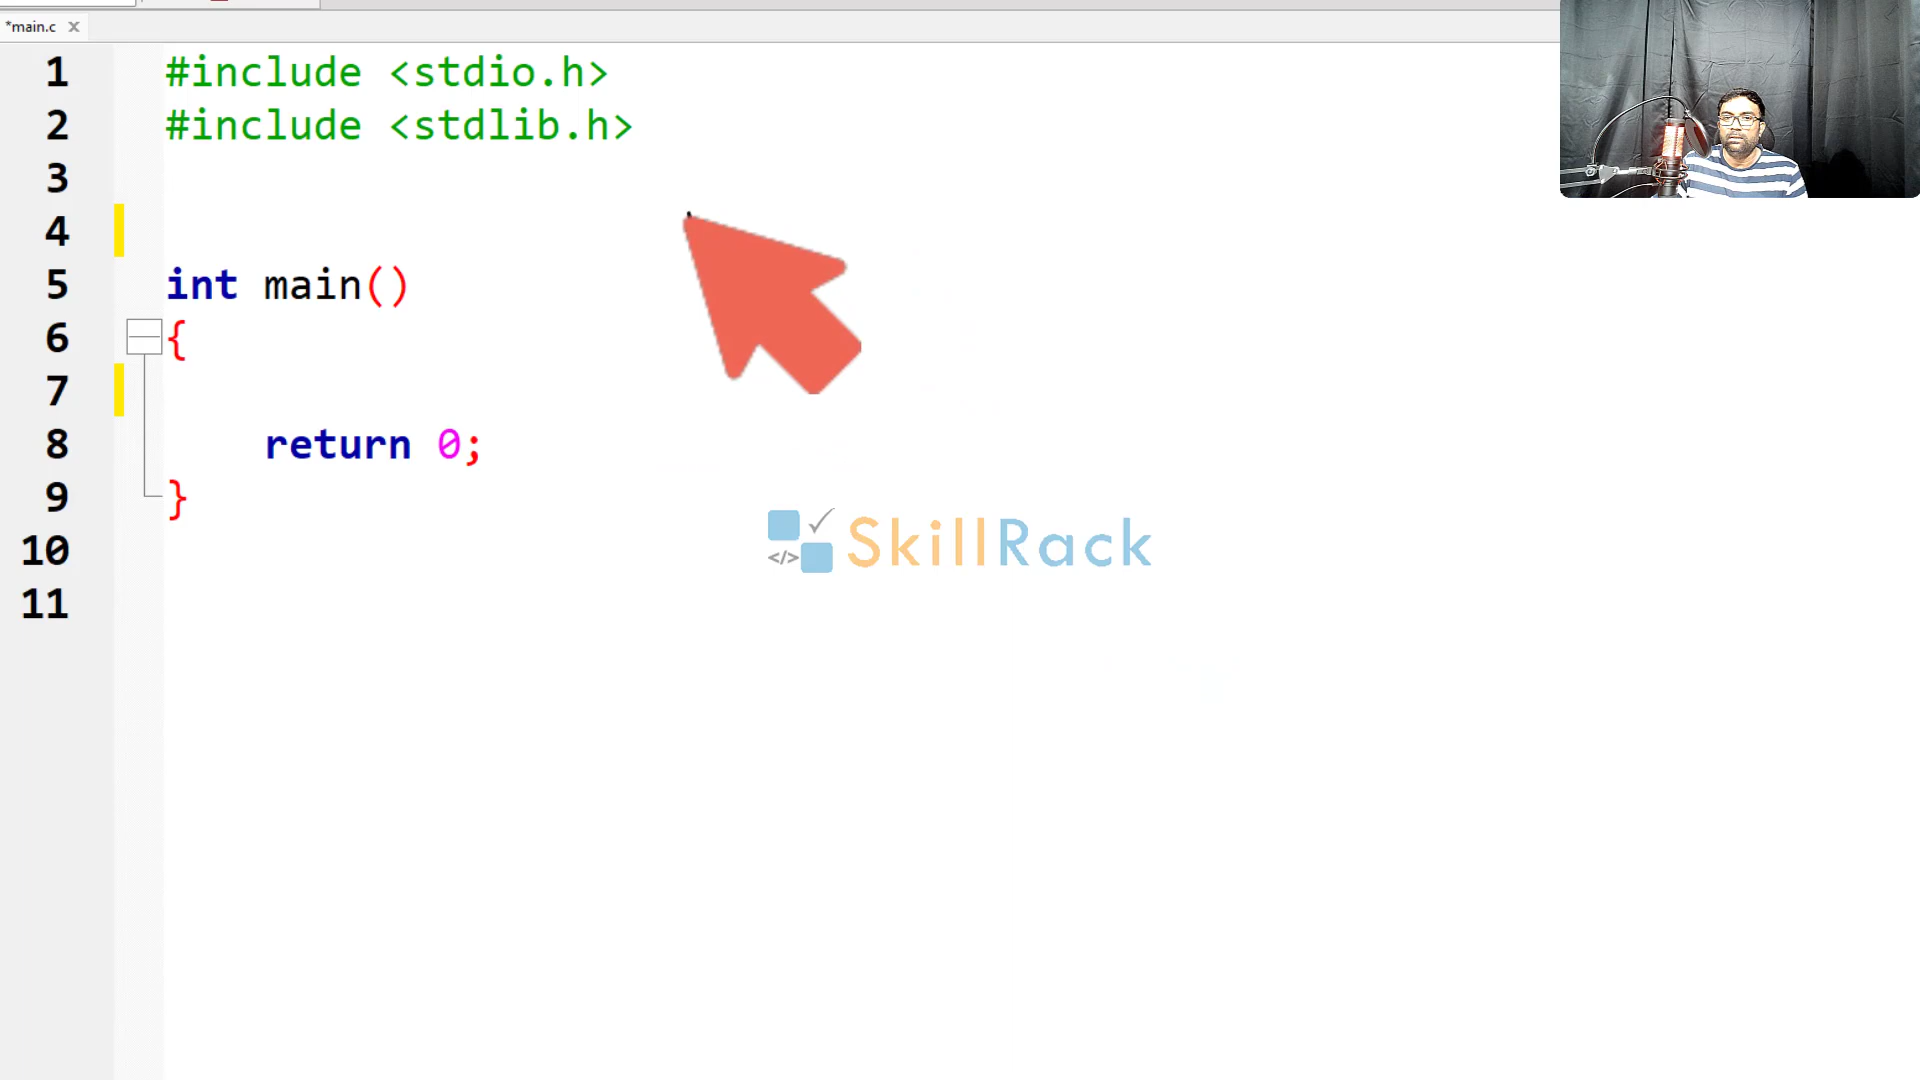 *main.c X
1 #include <stdio.h>
2 #include <stdlib.h>
3
4
5 int main()
6 {
7
8 return 0;
9 }
10
11
</> SkillRack